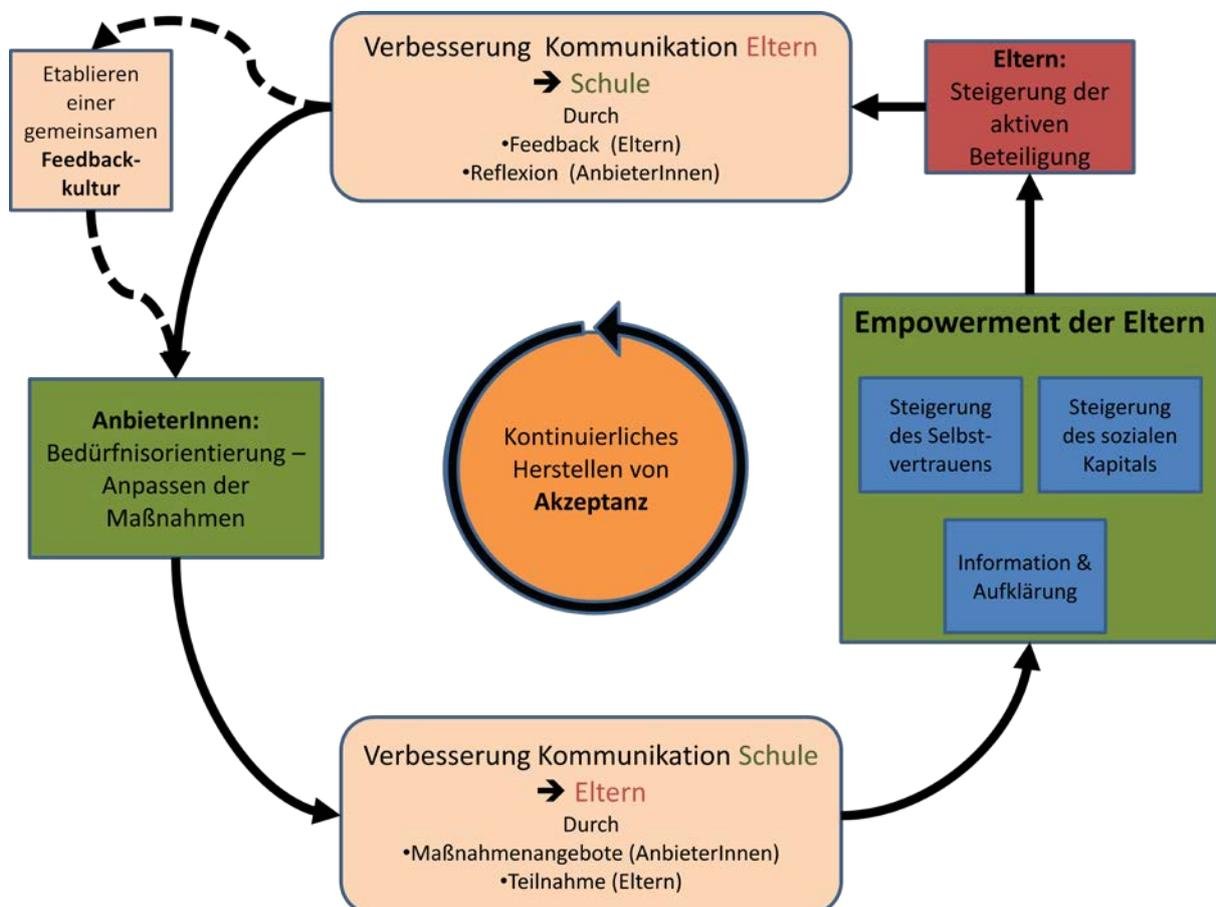 Verbesserung Kommunikation Eltern
➔ Schule
Durch
•Feedback (Eltern)
•Reflexion (AnbieterInnen)
Etablieren
einer
gemeinsamen
Feedback-
kultur
Eltern:
Steigerung der
aktiven
Beteiligung
Empowerment der Eltern
Steigerung
des Selbst-
vertrauens
Steigerung
des sozialen
Kapitals
Information &
Aufklärung
Kontinuierliches
Herstellen von
Akzeptanz
AnbieterInnen:
Bedürfnisorientierung –
Anpassen der
Maßnahmen
Verbesserung Kommunikation Schule
➔ Eltern
Durch
•Maßnahmenangebote (AnbieterInnen)
•Teilnahme (Eltern)